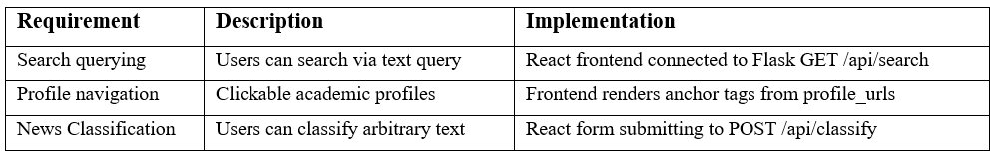 Requirement Description Implementation
Search querying Users can search via text query React frontend connected to Flask GET /api/search
Profile navigation Clickable academic profiles Frontend renders anchor tags from profile_urls
News Classification Users can classify arbitrary text React form submitting to POST /api/classify